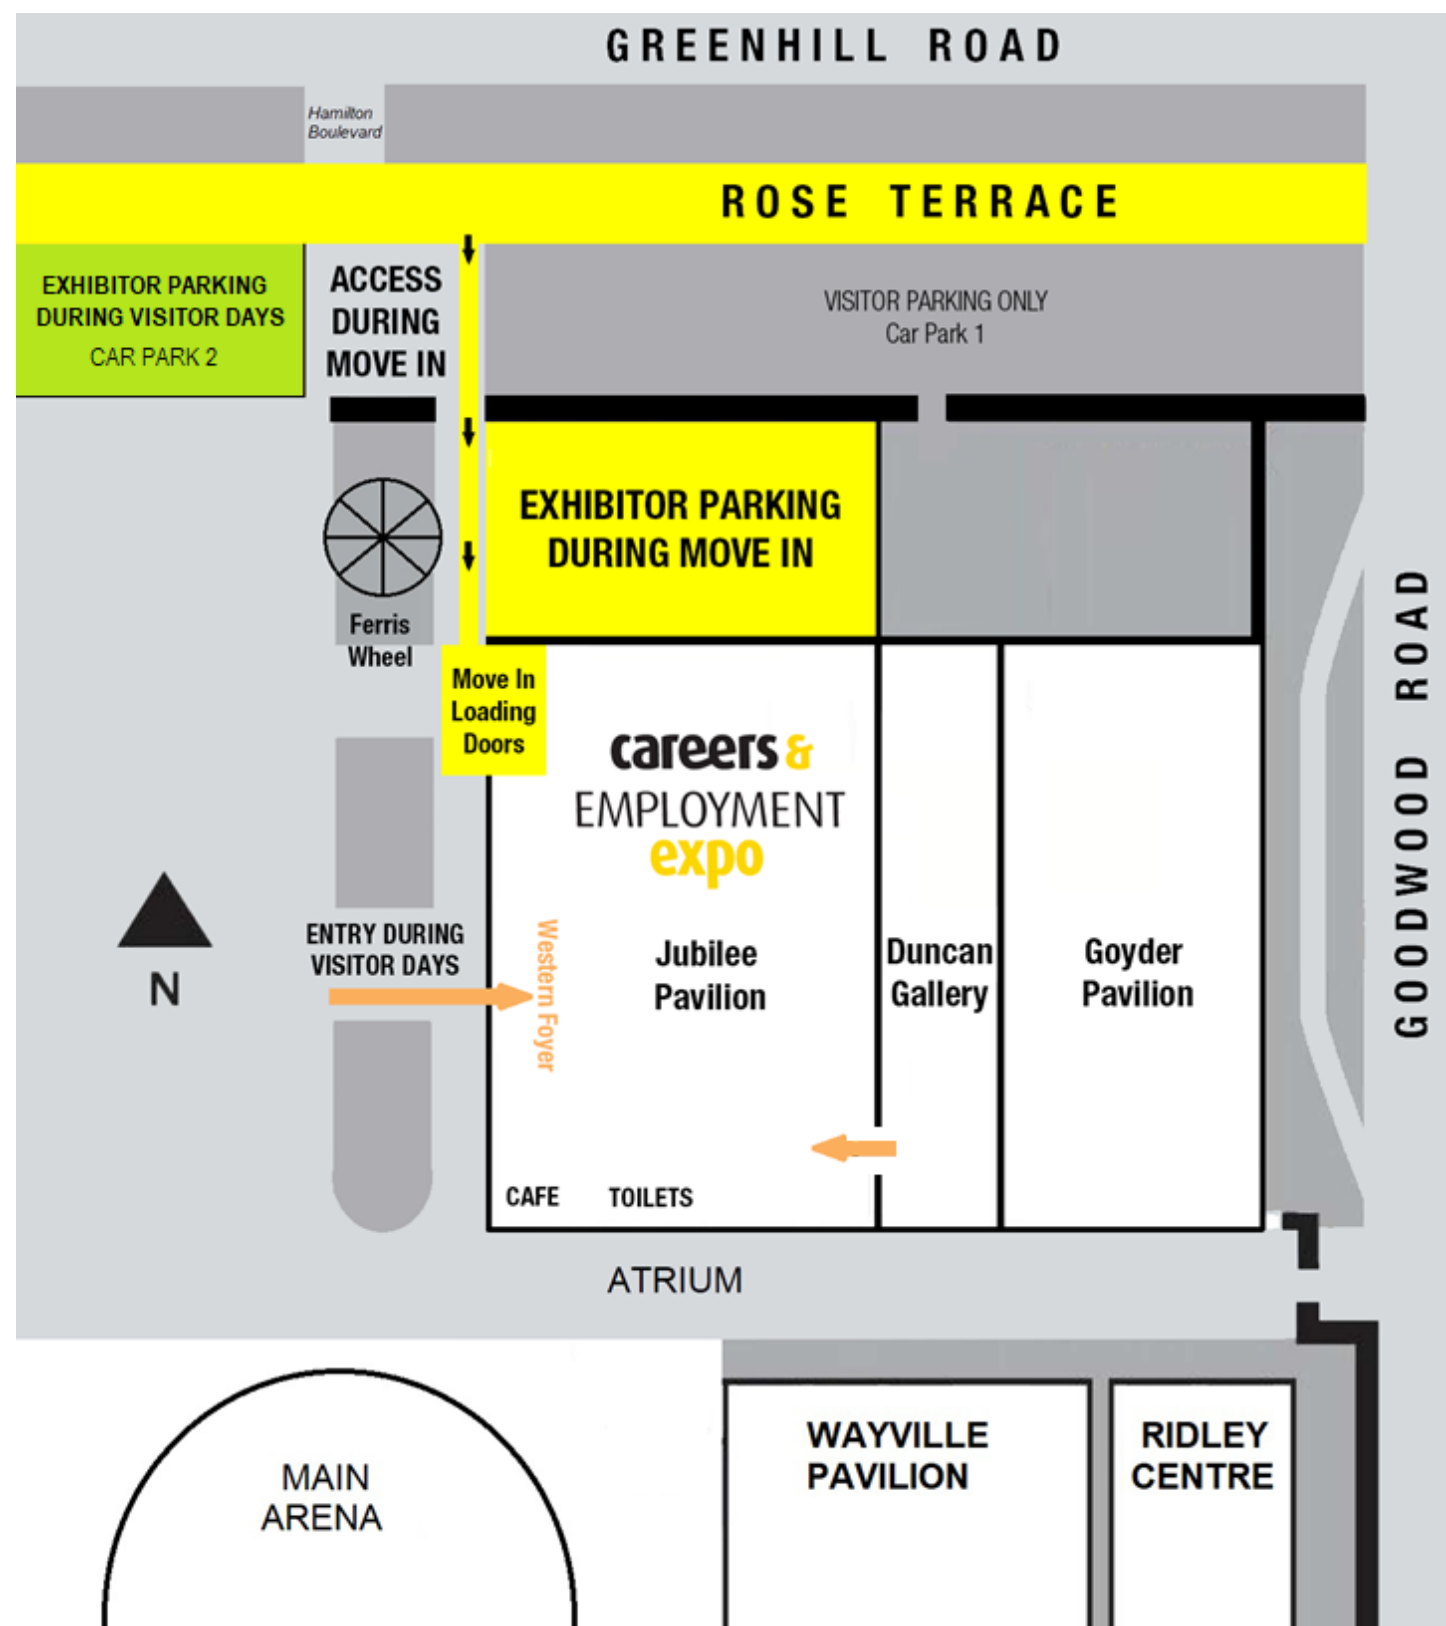 GREENHILL ROAD
Hamilton
Boulevard
ROSE TERRACE
EXHIBITOR PARKING
DURING VISITOR DAYS
CAR PARK 2
ACCESS
DURING
MOVE IN
VISITOR PARKING ONLY
Car Park 1
EXHIBITOR PARKING
DURING MOVE IN
Ferris
Wheel
Move In
Loading
Doors
careers &
EMPLOYMENT
expo
GOODWOOD ROAD
N
ENTRY DURING
VISITOR DAYS
Western Foyer
Jubilee
Pavilion
Duncan
Gallery
Goyder
Pavilion
CAFE
TOILETS
ATRIUM
MAIN
ARENA
WAYVILLE
PAVILION
RIDLEY
CENTRE